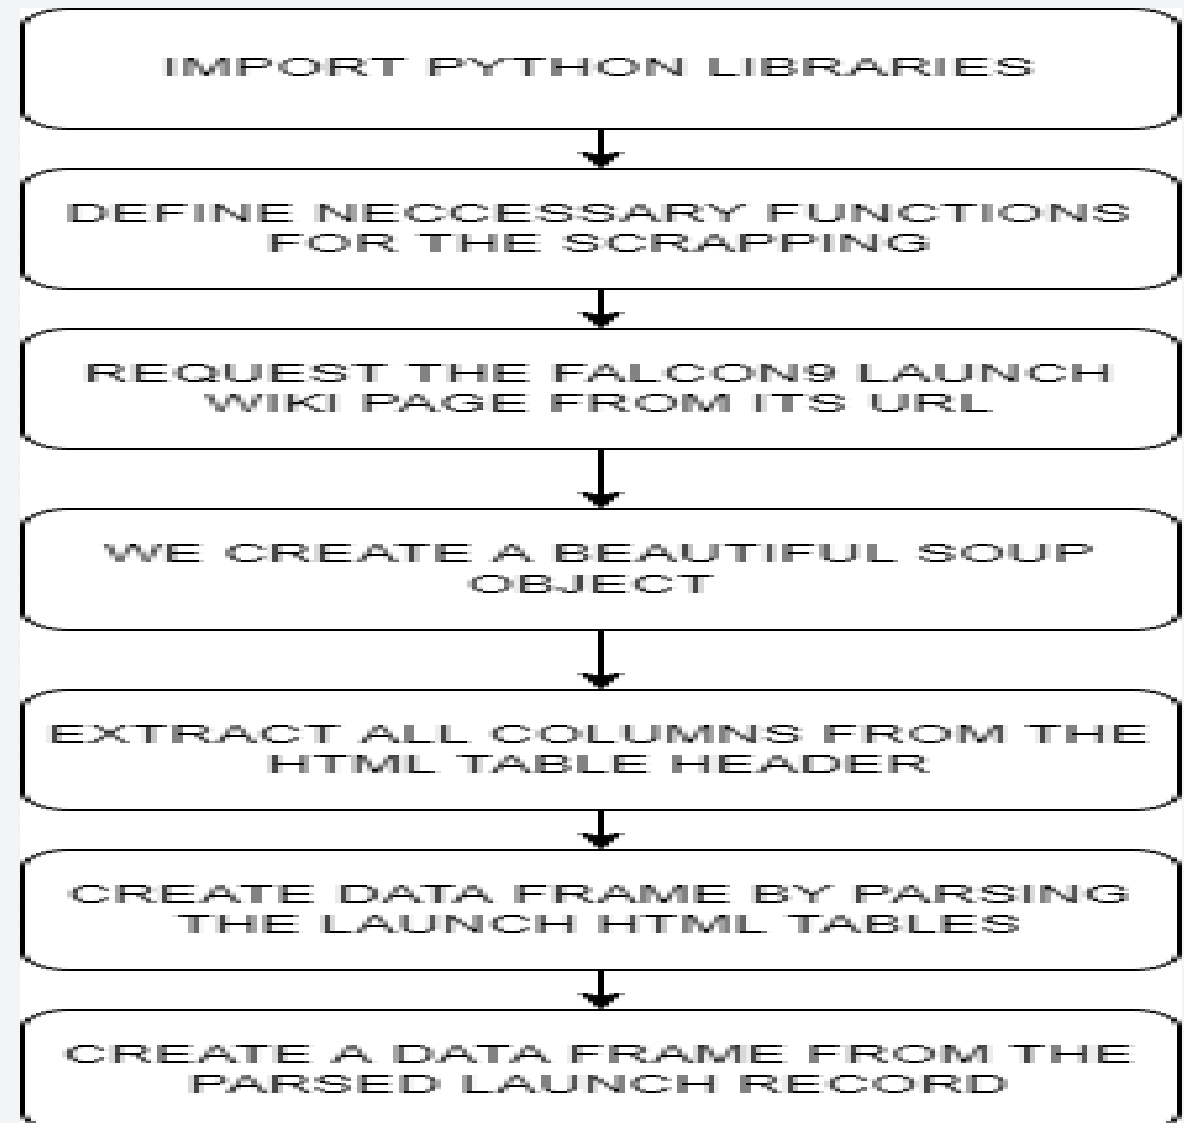 IMPORT PYTHON LIBRARIES
DEFINE NECCESSARY FUNCTIONS
FOR THE SCRAPPING
REQUEST THE FALCON9 LAUNCH
WIKI PAGE FROM ITS URL
WE CREATE A BEAUTIFUL SOUP
OBJECT
EXTRACT ALL COLUMNS FROM THE
HTML TABLE HEADER
CREATE DATA FRAME BY PARSING
THE LAUNCH HTML TABLES
CREATE A DATA FRAME FROM THE
PARSED LAUNCH RECORD